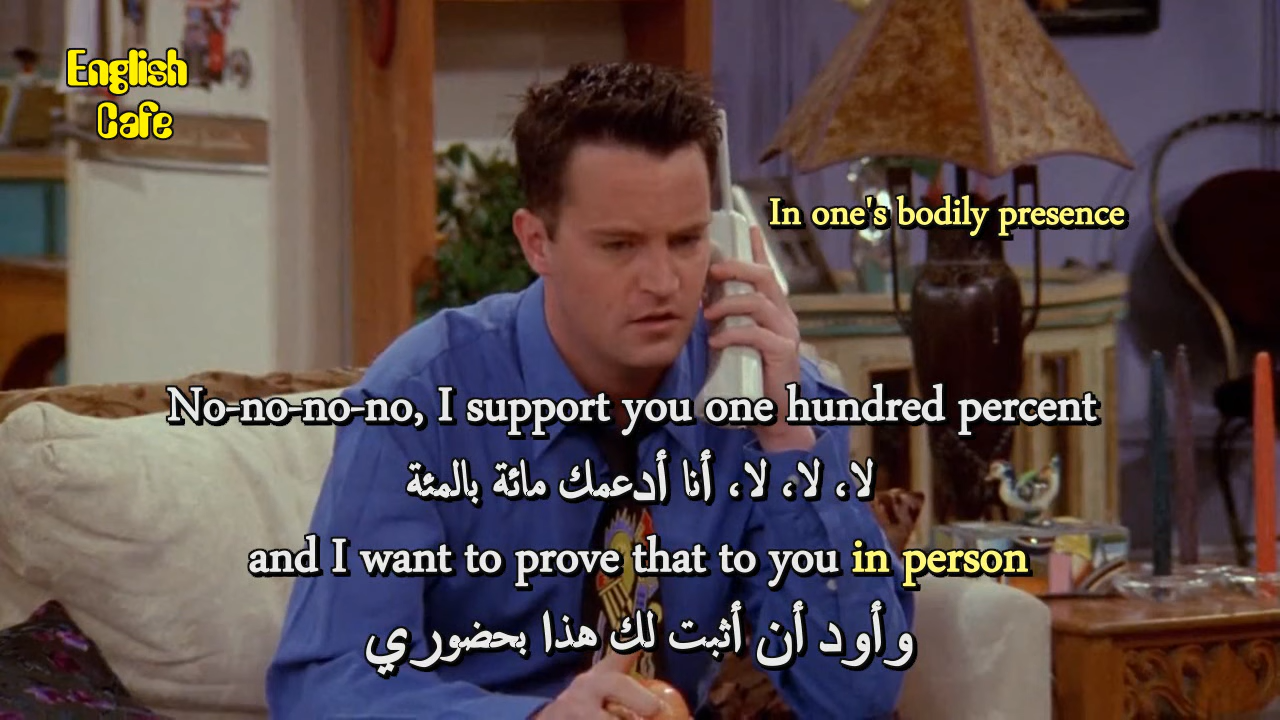 English
Cafe
In one's bodily presence
No-no-no-no, I support you one hundred percent
لا، لا، لا، أنا أدعمك مائة بالمئة
and I want to prove that to you in person
وأود أن أثبت لك هذا بحضوري